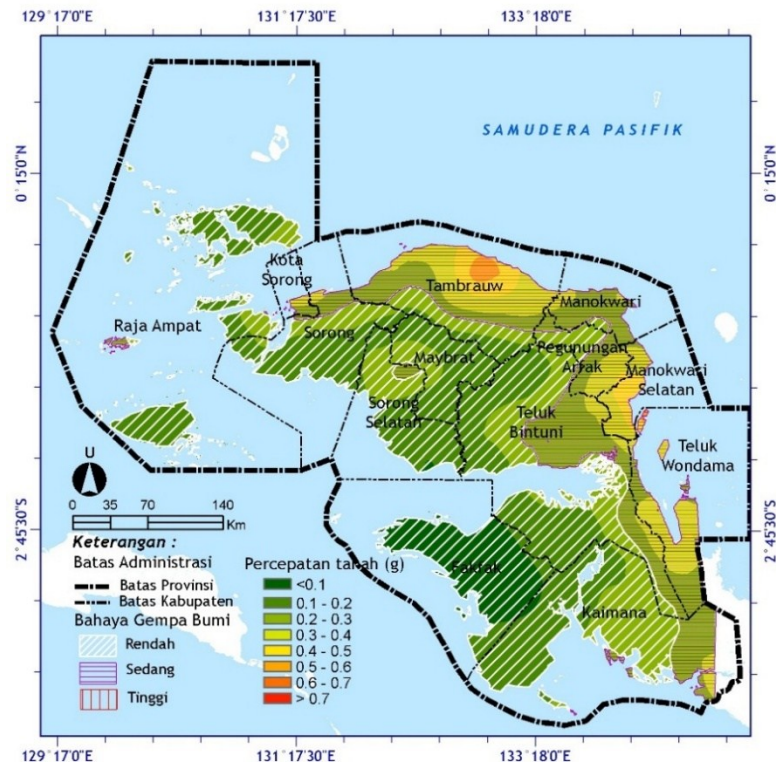 129°17'0"E
131°17'30"E
133°18'0"E
0°15'0"N
SAMUDERA PASIFIK
Kota
Sorong
Tambrauw
Manokwari
Raja Ampat
Sorong
Maybrat
Pegunungan
Arfak
Manokwari
Selatan
Sorong
Selatan
Teluk
Bintuni
Teluk
Wondama
U
0 35 70 140
Km
2°45'30"S
Keterangan :
Batas Administrasi
Batas Provinsi
Batas Kabupaten
Bahaya Gempa Bumi
Rendah
Sedang
Tinggi
Percepatan tanah (g)
<0.1
0.1 - 0.2
0.2 - 0.3
0.3 - 0.4
0.4 - 0.5
0.5 - 0.6
0.6 - 0.7
> 0.7
Fakfak
Kaimana
0°15'0"N
2°45'30"S
129°17'0"E
131°17'30"E
133°18'0"E